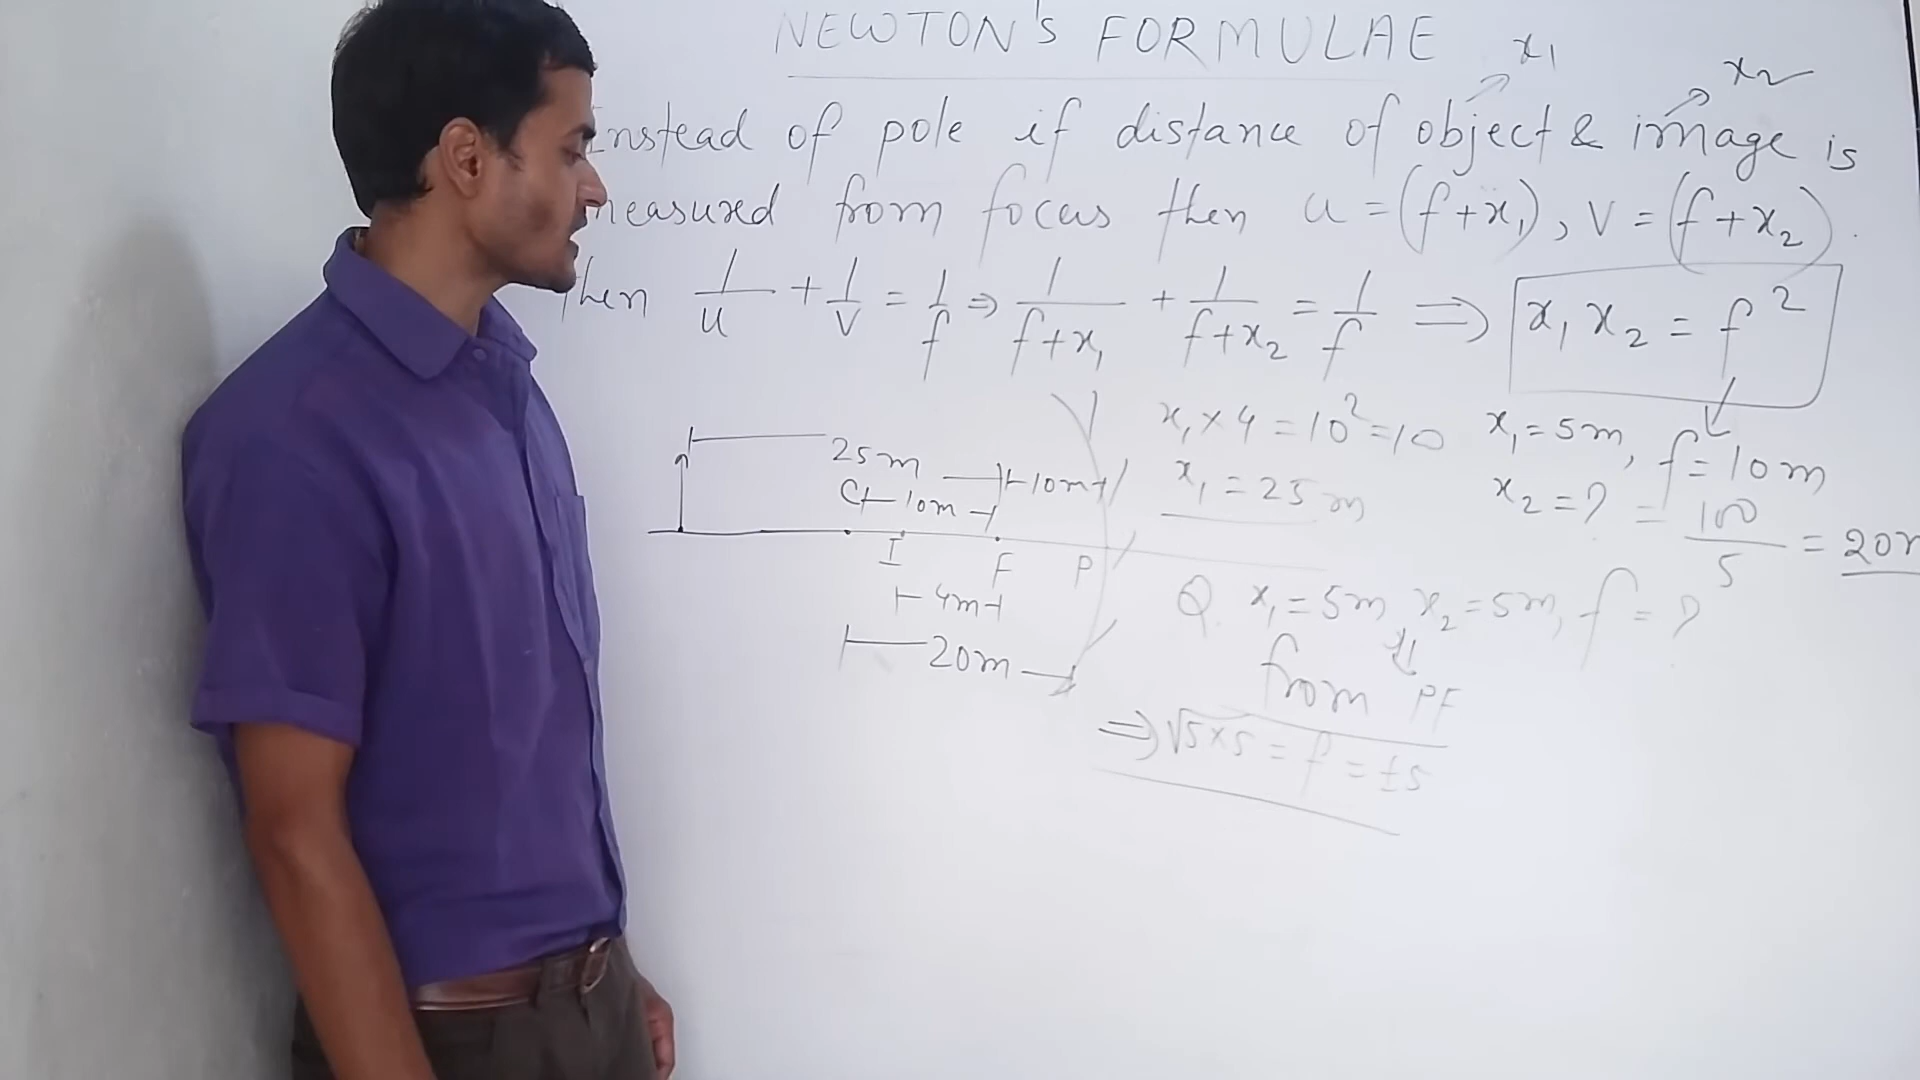 NEWTON's FORMULAE
x1
x2
Instead of pole if distance of object & image is
measured from focus then u = (f+x1), v = (f+x2).
then 1/u + 1/v = 1/f ⇒ 1/f+x1 + 1/f+x2 = 1/f ⇒ x1 x2 = f²
x1 × 4 = 10² = 10
x1 = 25 m
x1 = 5m, f = 10m
x2 = ? = 100/5 = 20
25m
10m
C 10m
I F P
4m
20m
Q. x1 = 5m, x2 = 5m, f = ?
from PF
⇒ √5×5 = f = ±5